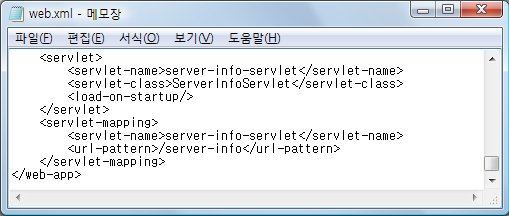 web.xml - 메모장
파일(F) 편집(E) 서식(O) 보기(V) 도움말(H)
<servlet>
<servlet-name>server-info-servlet</servlet-name>
<servlet-class>ServerInfoServlet</servlet-class>
<load-on-startup/>
</servlet>
<servlet-mapping>
<servlet-name>server-info-servlet</servlet-name>
<url-pattern>/server-info</url-pattern>
</servlet-mapping>
</web-app>